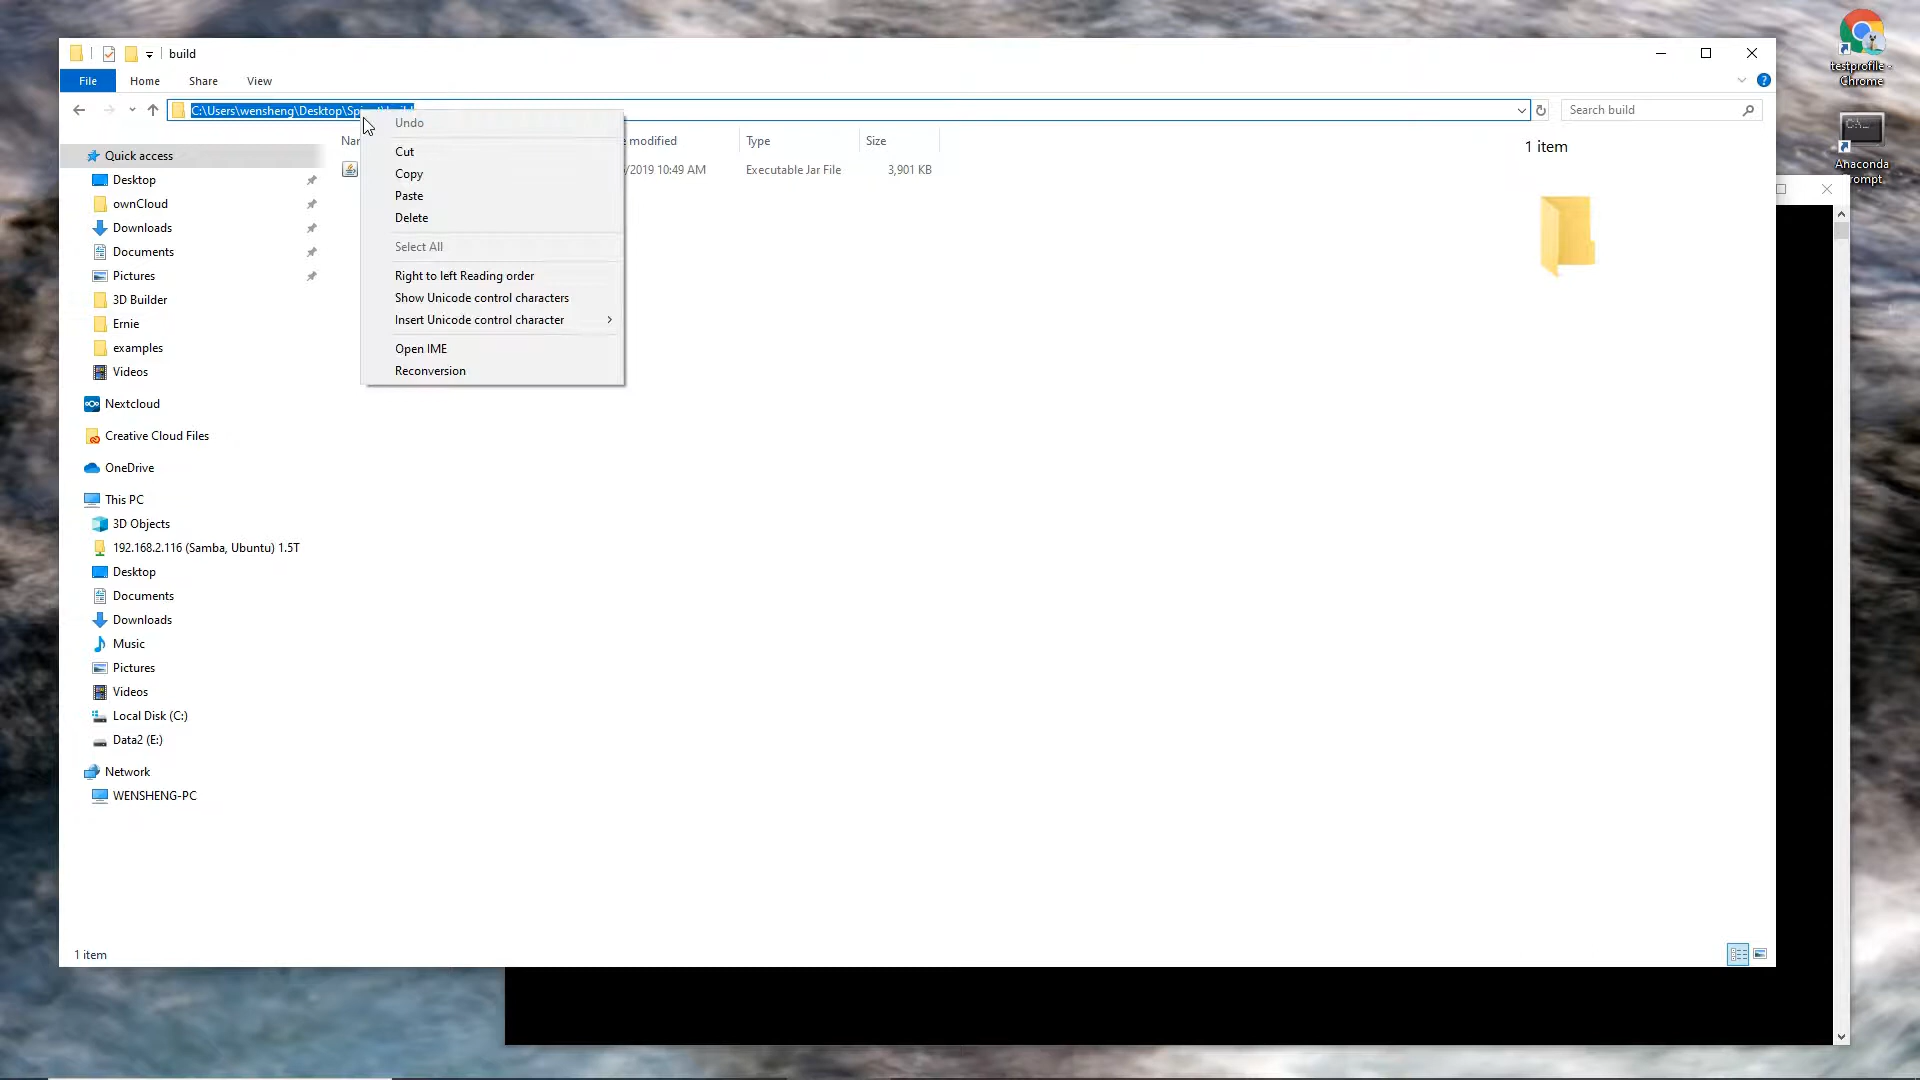 build
File Home Share View
C:\Users\wensheng\Desktop\
Search build
Undo
Cut
Copy
Paste
Delete
Select All
Right to left Reading order
Show Unicode control characters
Insert Unicode control character
Open IME
Reconversion
modified Type Size
2019 10:49 AM Executable Jar File 3,901 KB
1 item
Quick access
Desktop
ownCloud
Downloads
Documents
Pictures
3D Builder
Ernie
examples
Videos
Nextcloud
Creative Cloud Files
OneDrive
This PC
3D Objects
192.168.2.116 (Samba, Ubuntu) 1.5T
Desktop
Documents
Downloads
Music
Pictures
Videos
Local Disk (C:)
Data2 (E:)
Network
WENSHENG-PC
1 item
testprofile -
Chrome
Anaconda